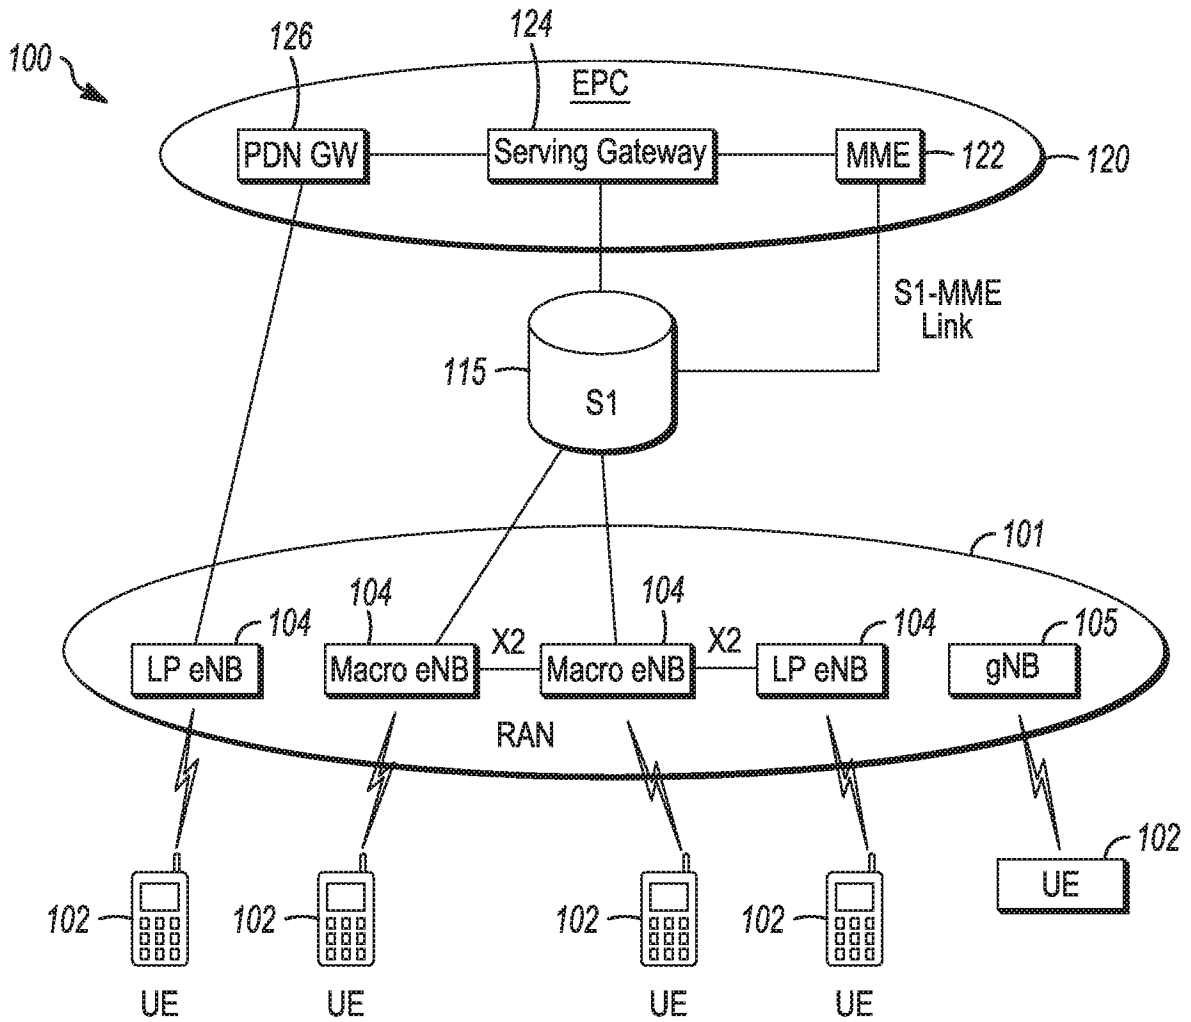 100
126
124
EPC
PDN GW
Serving Gateway
MME
122
120
S1-MME
Link
115
S1
101
104
104
104
104
105
LP eNB
Macro eNB
X2
Macro eNB
X2
LP eNB
gNB
RAN
102
UE
102
102
102
102
UE
UE
UE
UE